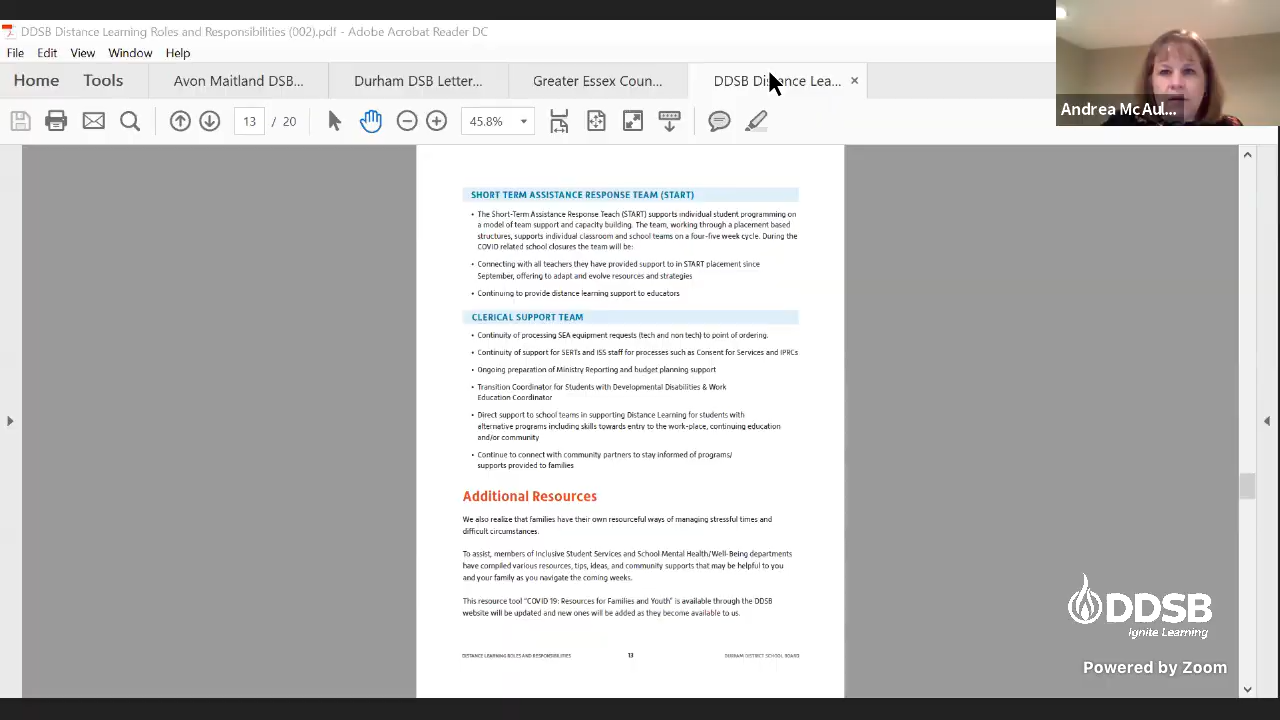 DDSB Distance Learning Roles and Responsibilities (002).pdf - Adobe Acrobat Reader DC
File Edit View Window Help
Home Tools Avon Maitland DSB... Durham DSB Letter... Greater Essex Coun... DDSB Distance Lea...
13 / 20 45.8%
Andrea McAul...
SHORT TERM ASSISTANCE RESPONSE TEAM (START)
• The Short-Term Assistance Response Teach (START) supports individual student programming on
a model of team support and capacity building. The team, working through a placement based
structures, supports individual classroom and school teams on a four-five week cycle. During the
COVID related school closures the team will be:
• Connecting with all teachers they have provided support to in START placement since
September, offering to adapt and evolve resources and strategies
• Continuing to provide distance learning support to educators
CLERICAL SUPPORT TEAM
• Continuity of processing SEA equipment requests (tech and non tech) to point of ordering.
• Continuity of support for SERTs and ISS staff for processes such as Consent for Services and IPRCs
• Ongoing preparation of Ministry Reporting and budget planning support
• Transition Coordinator for Students with Developmental Disabilities & Work
Education Coordinator
• Direct support to school teams in supporting Distance Learning for students with
alternative programs including skills towards entry to the work-place, continuing education
and/or community
• Continue to connect with community partners to stay informed of programs/
supports provided to families
Additional Resources
We also realize that families have their own resourceful ways of managing stressful times and
difficult circumstances.
To assist, members of Inclusive Student Services and School Mental Health/Well-Being departments
have compiled various resources, tips, ideas, and community supports that may be helpful to you
and your family as you navigate the coming weeks.
This resource tool "COVID 19: Resources for Families and Youth" is available through the DDSB
website will be updated and new ones will be added as they become available to us.
DISTANCE LEARNING ROLES AND RESPONSIBILITIES 13 DURHAM DISTRICT SCHOOL BOARD
DDSB
Ignite Learning
Powered by Zoom